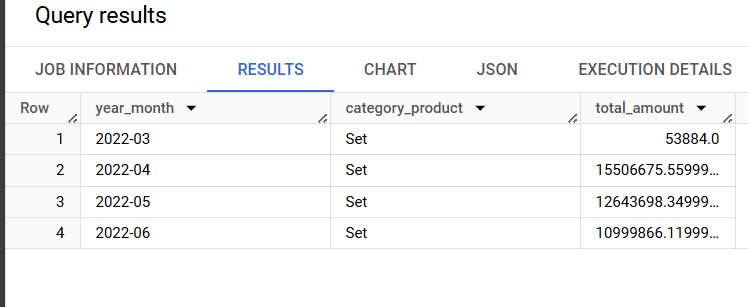 Query results
JOB INFORMATION RESULTS CHART JSON EXECUTION DETAILS
Row year_month category_product total_amount
1 2022-03 Set 53884.0
2 2022-04 Set 15506675.55999...
3 2022-05 Set 12643698.34999...
4 2022-06 Set 10999866.11999...